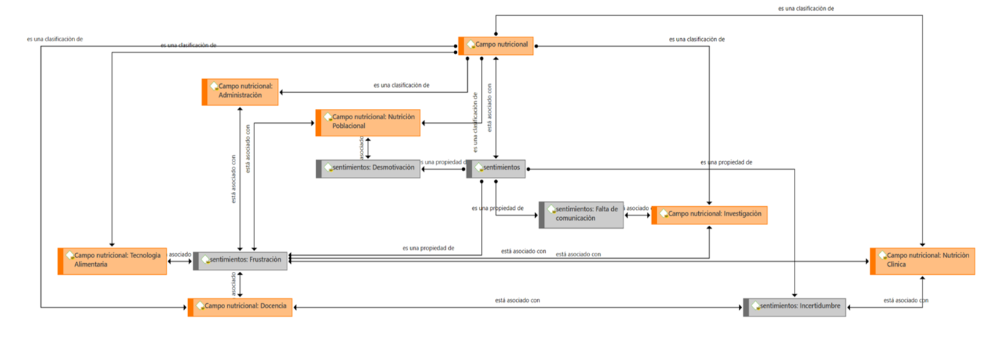 es una clasificación de
es una clasificación de
es una clasificación de
es una clasificación de
Campo nutricional
Campo nutricional:
Administración
es una clasificación de
es una clasificación de
está asociado con
Campo nutricional: Nutrición
Poblacional
está asociado con
está asociado con
asociado
sentimientos: Desmotivación
s una propiedad d
sentimientos
es una propiedad de
es una propiedad de
sentimientos: Falta de
comunicación
asociado
Campo nutricional: Investigación
es una propiedad de
está asociado con
está asociado con
Campo nutricional: Tecnología
Alimentaria
asociado
sentimientos: Frustración
Campo nutricional: Nutrición
Clínica
asociado
Campo nutricional: Docencia
está asociado con
sentimientos: Incertidumbre
está asociado con